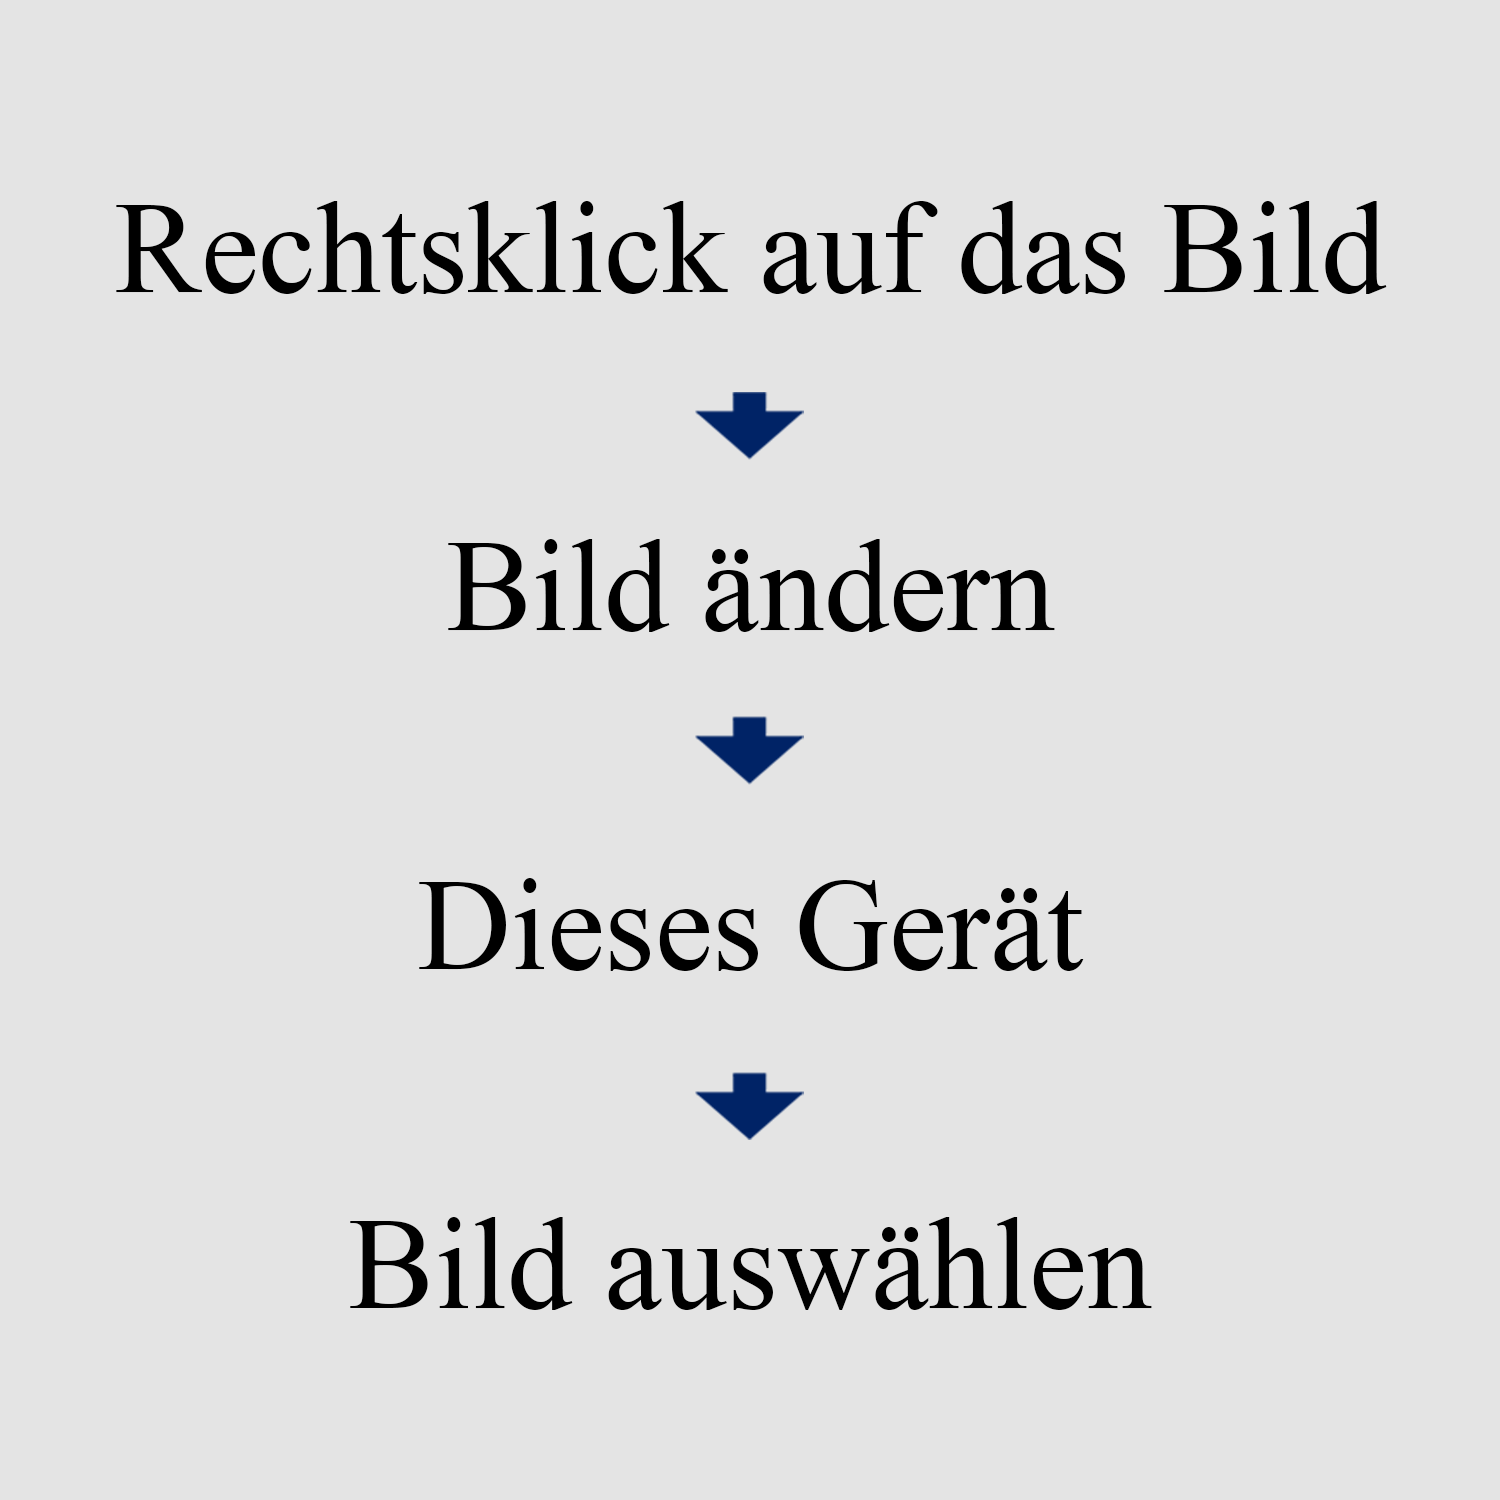 Rechtsklick auf das Bild
Bild ändern
Dieses Gerät
Bild auswählen